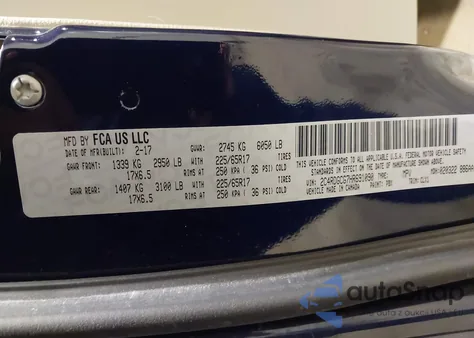 MFD BY FCA US LLC
DATE OF MFR(BUILT): 2-17 GVWR: 2745 KG 6050 LB
GAWR FRONT: 1339 KG 2950 LB WITH 225/65R17 TIRES
17X6.5 RIMS AT 250 KPA ( 36 PSI) COLD
GAWR REAR: 1407 KG 3100 LB WITH 225/65R17 TIRES
17X6.5 RIMS AT 250 KPA ( 36 PSI) COLD
THIS VEHICLE CONFORMS TO ALL APPLICABLE U.S.A. FEDERAL MOTOR VEHICLE SAFETY
STANDARDS IN EFFECT ON THE DATE OF MANUFACTURE SHOWN ABOVE.
VIN: TYPE: MPV
VEHICLE MADE IN CANADA PAINT: PBV TRIM:
autoSnap